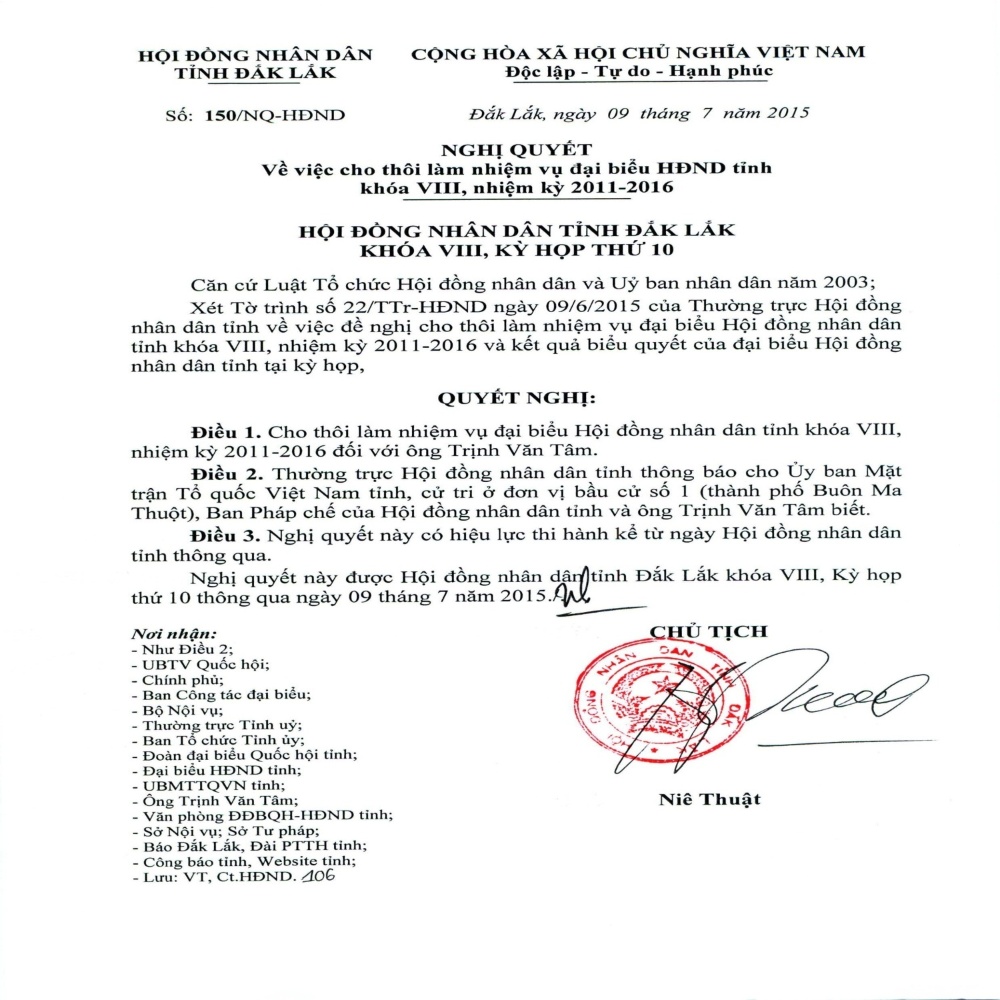 HỘI ĐỒNG NHÂN DÂN
TỈNH ĐẮK LẮK
CỘNG HÒA XÃ HỘI CHỦ NGHĨA VIỆT NAM
Độc lập - Tự do - Hạnh phúc
Số: 150/NQ-HĐND
Đắk Lắk, ngày 09 tháng 7 năm 2015
NGHỊ QUYẾT
Về việc cho thôi làm nhiệm vụ đại biểu HĐND tỉnh
khóa VIII, nhiệm kỳ 2011-2016
HỘI ĐỒNG NHÂN DÂN TỈNH ĐẮK LẮK
KHÓA VIII, KỲ HỌP THỨ 10
Căn cứ Luật Tổ chức Hội đồng nhân dân và Uỷ ban nhân dân năm 2003;
Xét Tờ trình số 22/TTr-HĐND ngày 09/6/2015 của Thường trực Hội đồng
nhân dân tỉnh về việc đề nghị cho thôi làm nhiệm vụ đại biểu Hội đồng nhân dân
tỉnh khóa VIII, nhiệm kỳ 2011-2016 và kết quả biểu quyết của đại biểu Hội đồng
nhân dân tỉnh tại kỳ họp,
QUYẾT NGHỊ:
Điều 1. Cho thôi làm nhiệm vụ đại biểu Hội đồng nhân dân tỉnh khóa VIII,
nhiệm kỳ 2011-2016 đối với ông Trịnh Văn Tâm.
Điều 2. Thường trực Hội đồng nhân dân tỉnh thông báo cho Ủy ban Mặt
trận Tổ quốc Việt Nam tỉnh, cử tri ở đơn vị bầu cử số 1 (thành phố Buôn Ma
Thuột), Ban Pháp chế của Hội đồng nhân dân tỉnh và ông Trịnh Văn Tâm biết.
Điều 3. Nghị quyết này có hiệu lực thi hành kể từ ngày Hội đồng nhân dân
tỉnh thông qua.
Nghị quyết này được Hội đồng nhân dân tỉnh Đắk Lắk khóa VIII, Kỳ họp
thứ 10 thông qua ngày 09 tháng 7 năm 2015./.
Nơi nhận:
- Như Điều 2;
- UBTV Quốc hội;
- Chính phủ;
- Ban Công tác đại biểu;
- Bộ Nội vụ;
- Thường trực Tỉnh uỷ;
- Ban Tổ chức Tỉnh ủy;
- Đoàn đại biểu Quốc hội tỉnh;
- Đại biểu HĐND tỉnh;
- UBMTTQVN tỉnh;
- Ông Trịnh Văn Tâm;
- Văn phòng ĐĐBQH-HĐND tỉnh;
- Sở Nội vụ; Sở Tư pháp;
- Báo Đắk Lắk, Đài PTTH tỉnh;
- Công báo tỉnh, Website tỉnh;
- Lưu: VT, Ct.HĐND. 106
CHỦ TỊCH
HỘI ĐỒNG NHÂN DÂN TỈNH ĐẮK LẮK
Niê Thuật